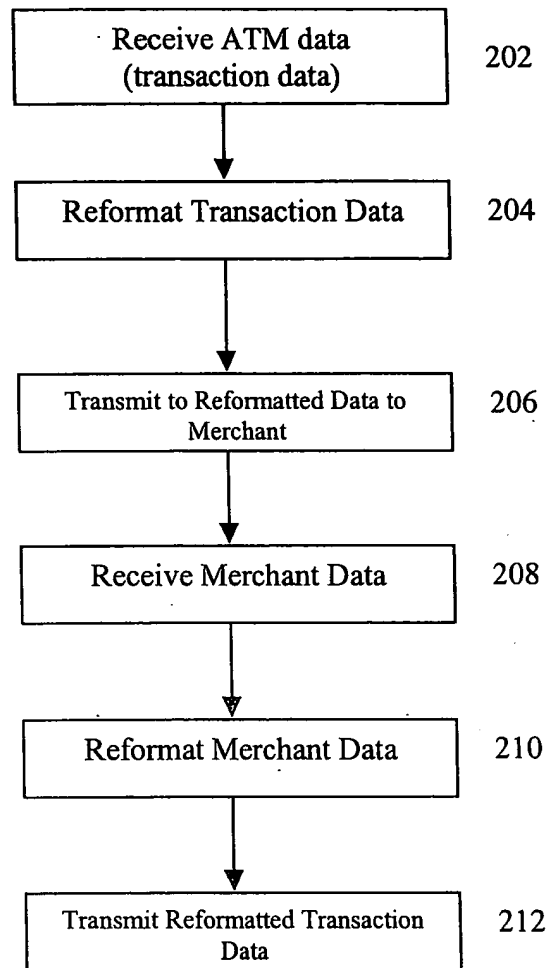 Receive ATM data 202
(transaction data)
Reformat Transaction Data 204
Transmit to Reformatted Data to 206
Merchant
Receive Merchant Data 208
Reformat Merchant Data 210
Transmit Reformatted Transaction 212
Data